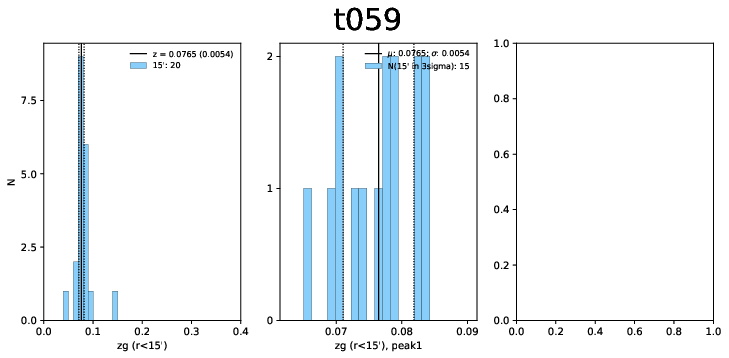 t059
z = 0.0765 (0.0054)
15': 20
N
7.5
5.0
2.5
0.0
0.0 0.1 0.2 0.3 0.4
zg (r<15')
μ: 0.0765; σ: 0.0054
N(15' in 3sigma): 15
2
1
0
0.07 0.08 0.09
zg (r<15'), peak1
1.0
0.8
0.6
0.4
0.2
0.0
0.0 0.2 0.4 0.6 0.8 1.0